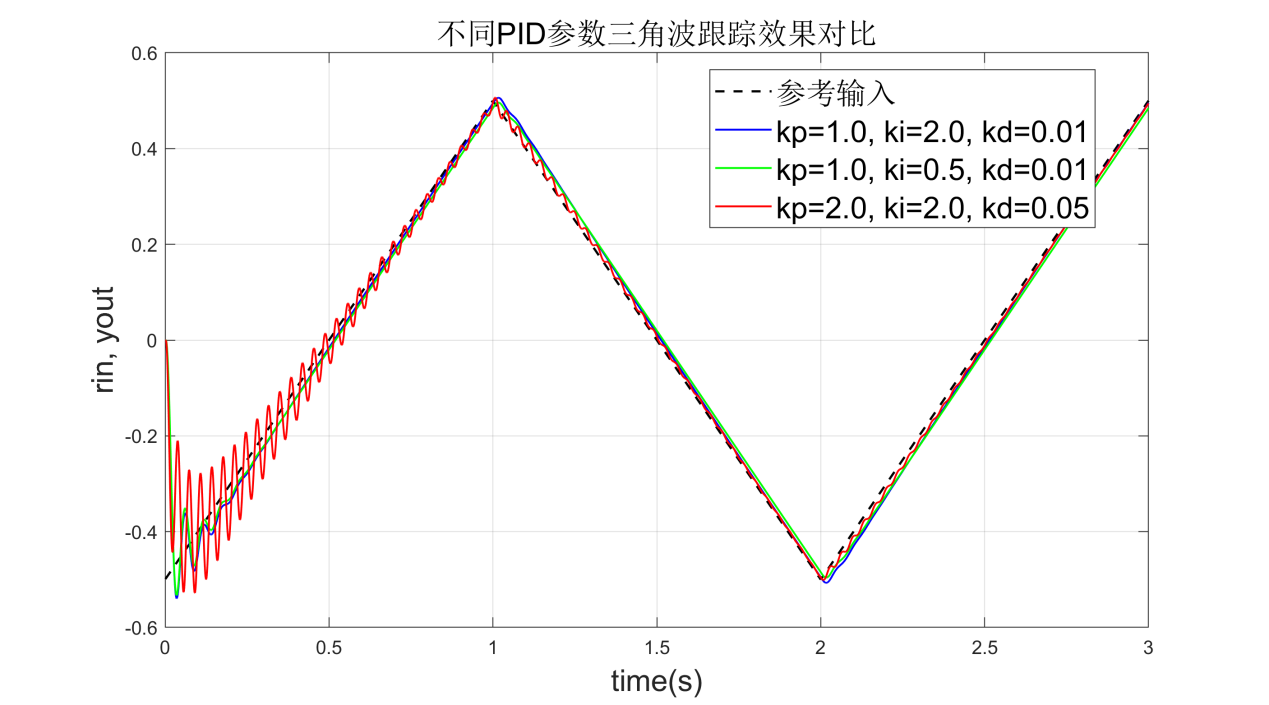 不同PID参数三角波跟踪效果对比
0.6
0.4
0.2
0
-0.2
-0.4
-0.6
rin, yout
参考输入
kp=1.0, ki=2.0, kd=0.01
kp=1.0, ki=0.5, kd=0.01
kp=2.0, ki=2.0, kd=0.05
0 0.5 1 1.5 2 2.5 3
time(s)